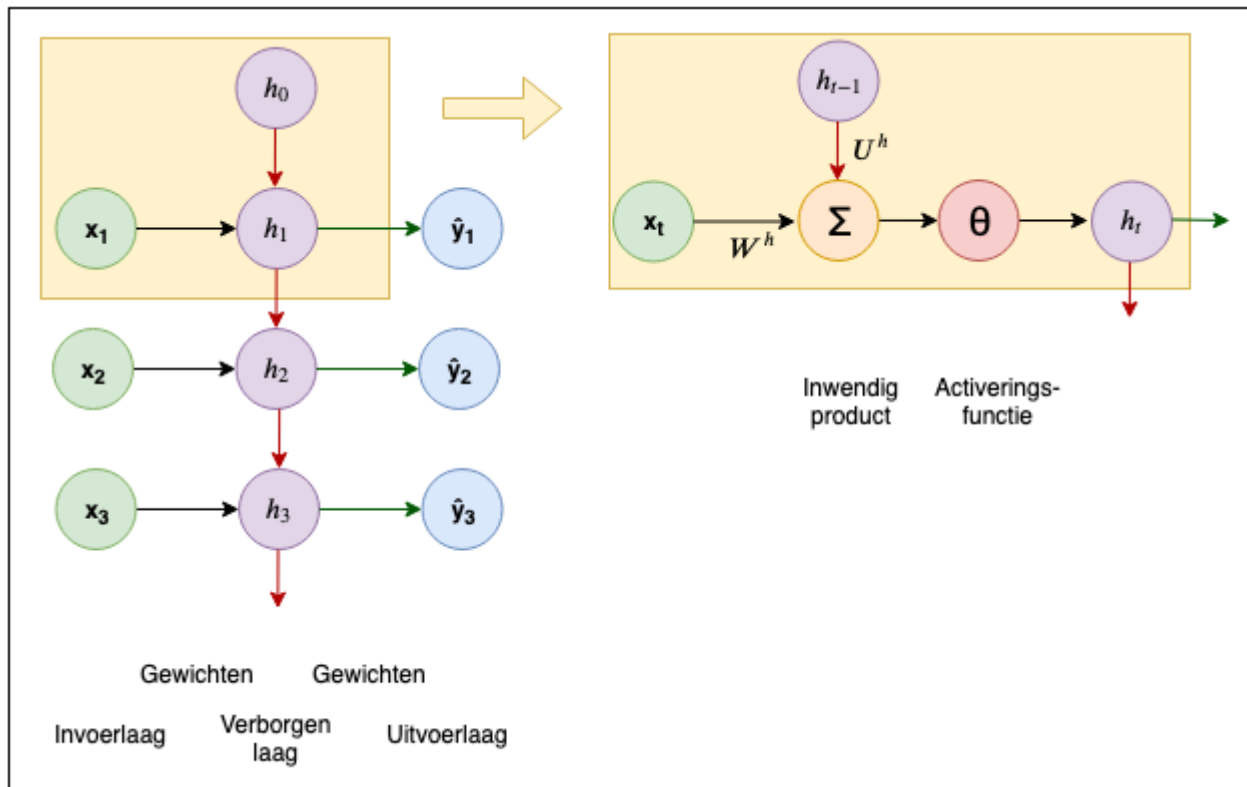 h₀
x₁
h₁
ŷ₁
x₂
h₂
ŷ₂
x₃
h₃
ŷ₃
Gewichten
Gewichten
Invoerlaag
Verborgen
laag
Uitvoerlaag
hₜ₋₁
Uʰ
xₜ
Wʰ
Σ
θ
hₜ
Inwendig
product
Activerings-
functie